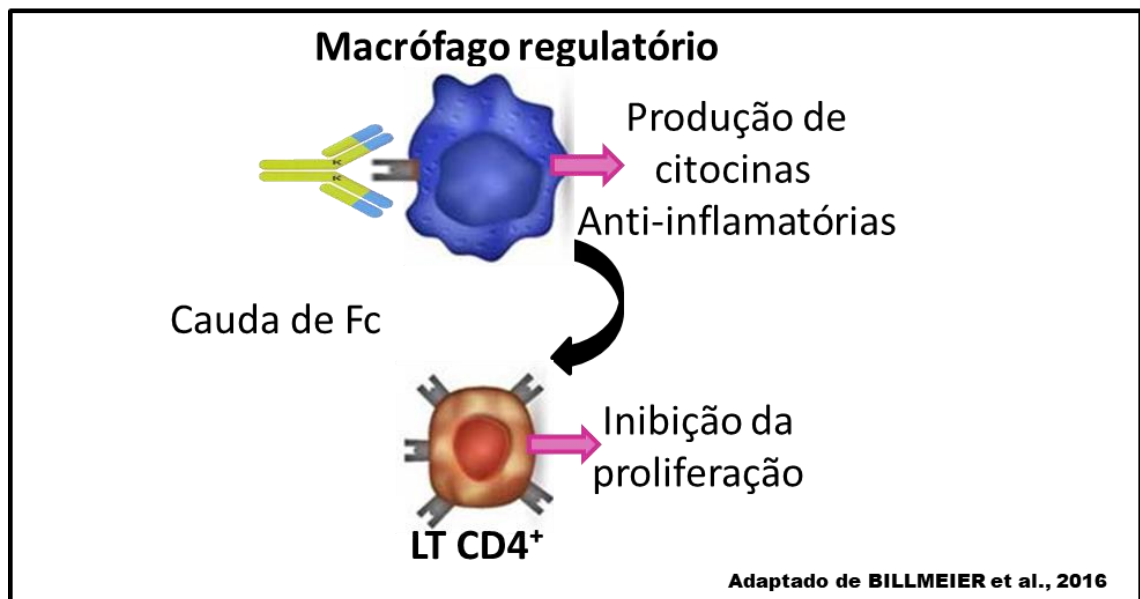 Macrófago regulatório
Produção de
citocinas
Anti-inflamatórias
Cauda de Fc
Inibição da
proliferação
LT CD4⁺
Adaptado de BILLMEIER et al., 2016